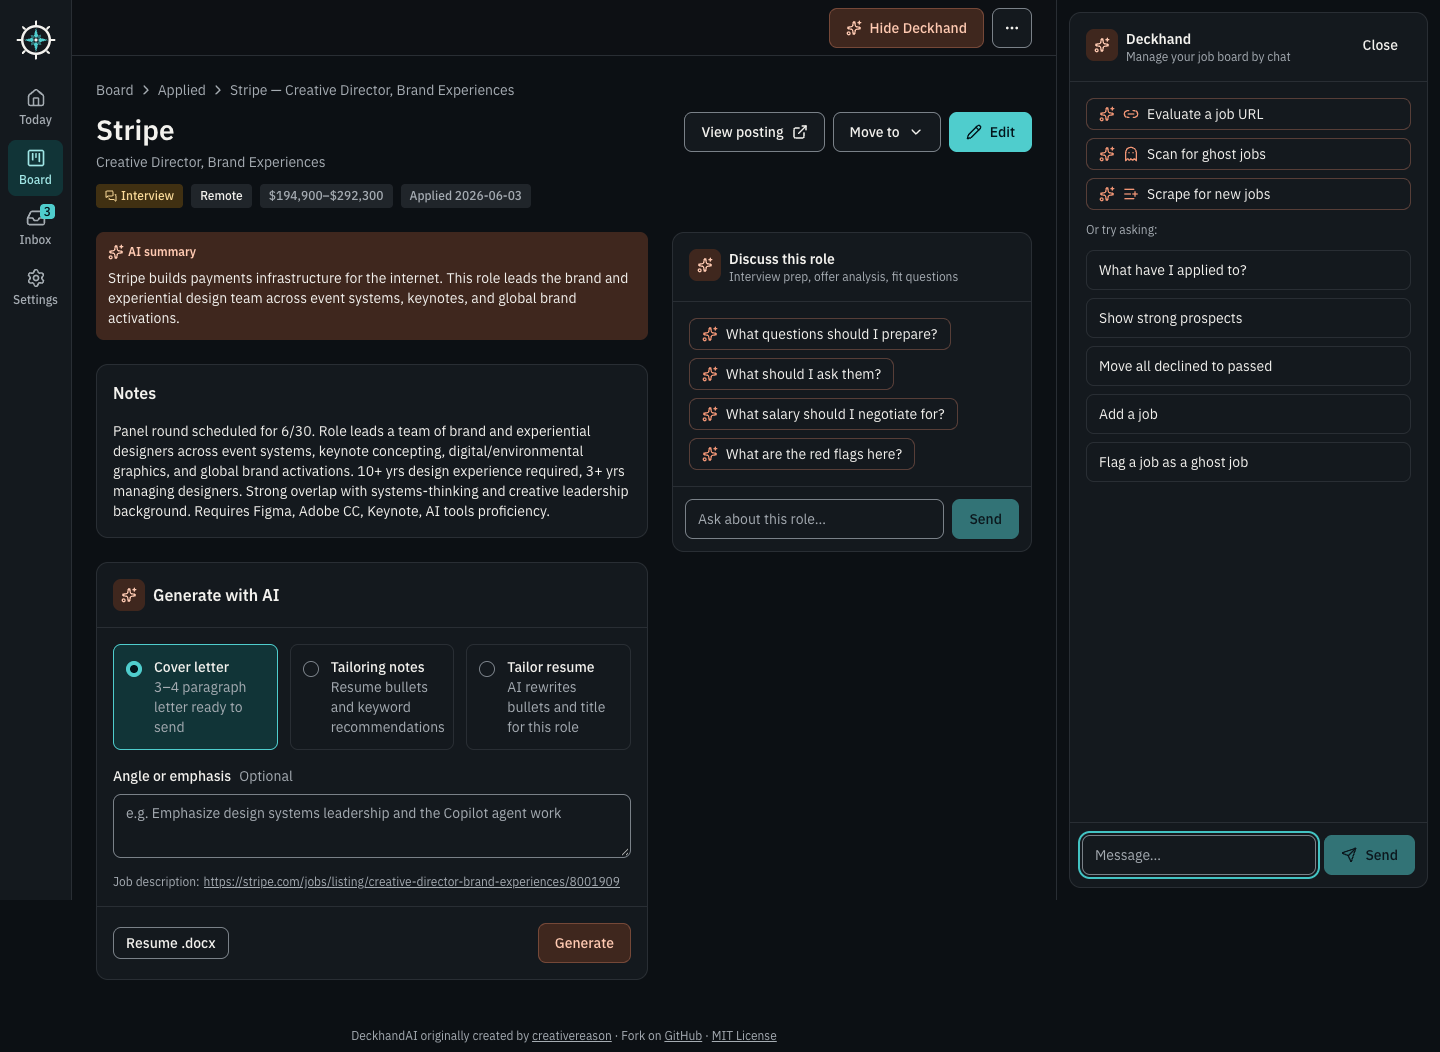 Today
Board
3
Inbox
Settings
Hide Deckhand
Board > Applied > Stripe — Creative Director, Brand Experiences
Stripe
Creative Director, Brand Experiences
View posting
Move to
Edit
Interview
Remote
$194,900–$292,300
Applied 2026-06-03
AI summary
Stripe builds payments infrastructure for the internet. This role leads the brand and
experiential design team across event systems, keynotes, and global brand
activations.
Notes
Panel round scheduled for 6/30. Role leads a team of brand and experiential
designers across event systems, keynote concepting, digital/environmental
graphics, and global brand activations. 10+ yrs design experience required, 3+ yrs
managing designers. Strong overlap with systems-thinking and creative leadership
background. Requires Figma, Adobe CC, Keynote, AI tools proficiency.
Generate with AI
Cover letter
3–4 paragraph
letter ready to
send
Tailoring notes
Resume bullets
and keyword
recommendations
Tailor resume
AI rewrites
bullets and title
for this role
Angle or emphasis Optional
e.g. Emphasize design systems leadership and the Copilot agent work
Job description: https://stripe.com/jobs/listing/creative-director-brand-experiences/8001909
Resume .docx
Generate
Discuss this role
Interview prep, offer analysis, fit questions
What questions should I prepare?
What should I ask them?
What salary should I negotiate for?
What are the red flags here?
Ask about this role...
Send
Deckhand
Manage your job board by chat
Close
Evaluate a job URL
Scan for ghost jobs
Scrape for new jobs
Or try asking:
What have I applied to?
Show strong prospects
Move all declined to passed
Add a job
Flag a job as a ghost job
Message...
Send
DeckhandAI originally created by creativereason · Fork on GitHub · MIT License